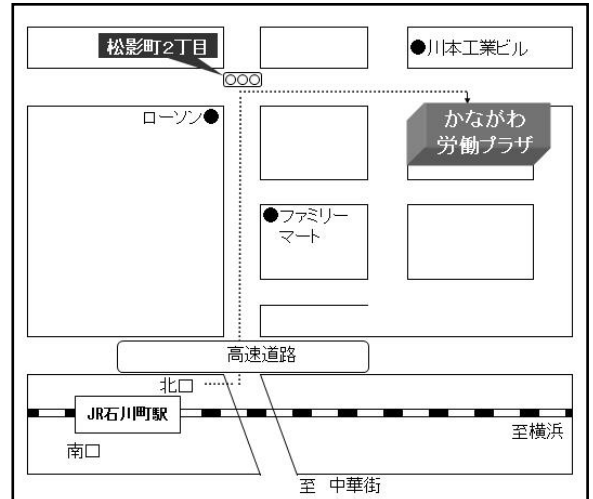 松影町2丁目
●川本工業ビル
ローソン●
かながわ
労働プラザ
●ファミリー
マート
高速道路
北口
JR石川町駅
至横浜
南口
至 中華街